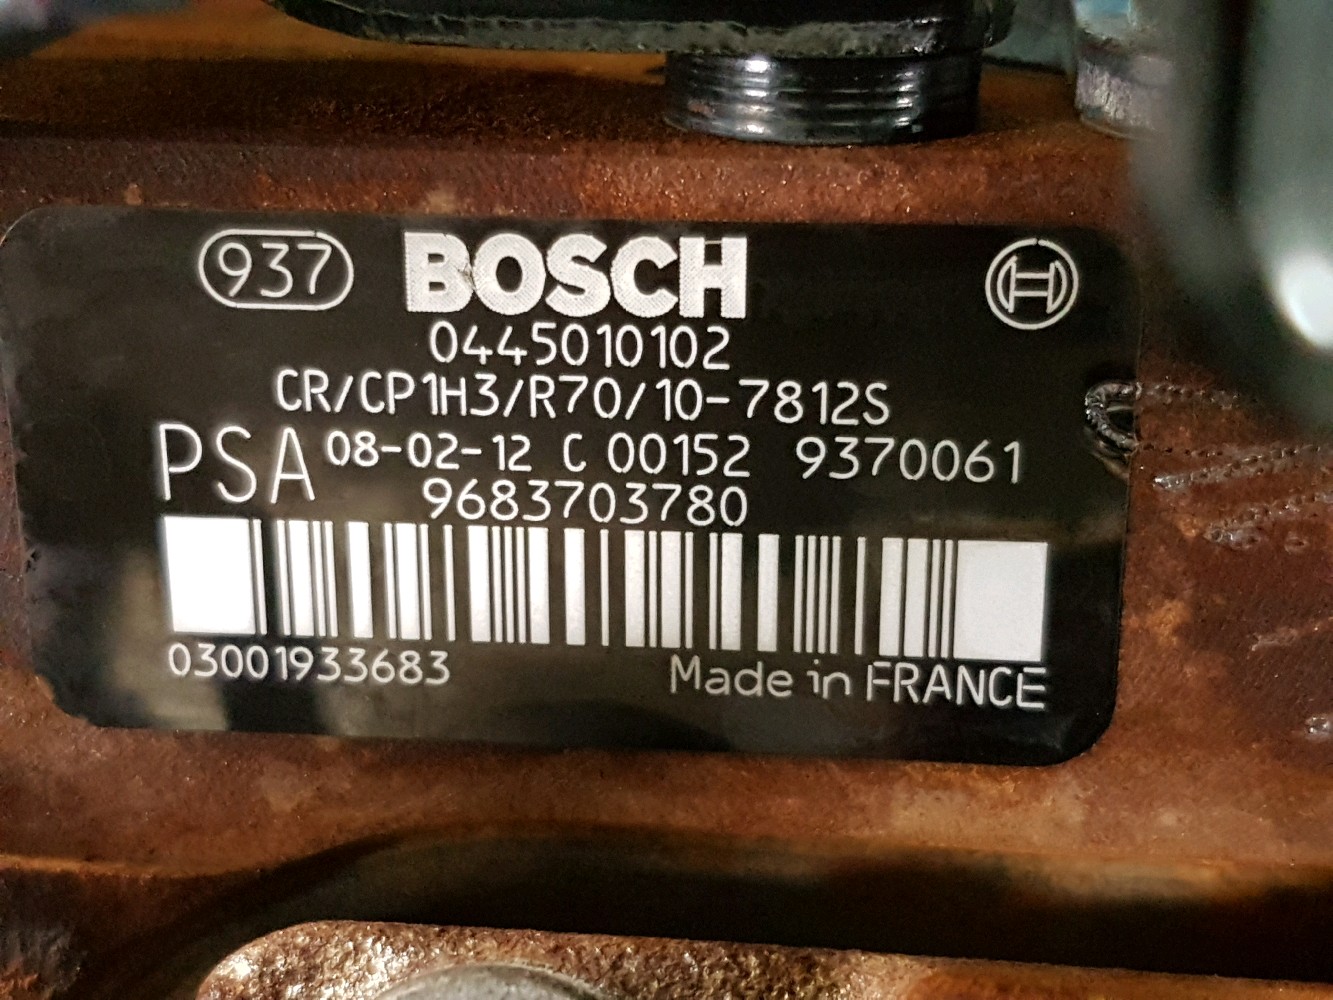 937 BOSCH
0445010102
CR/CP1H3/R70/10-7812S
PSA 08-02-12 C 00152 9370061
9683703780
03001933683 Made in FRANCE